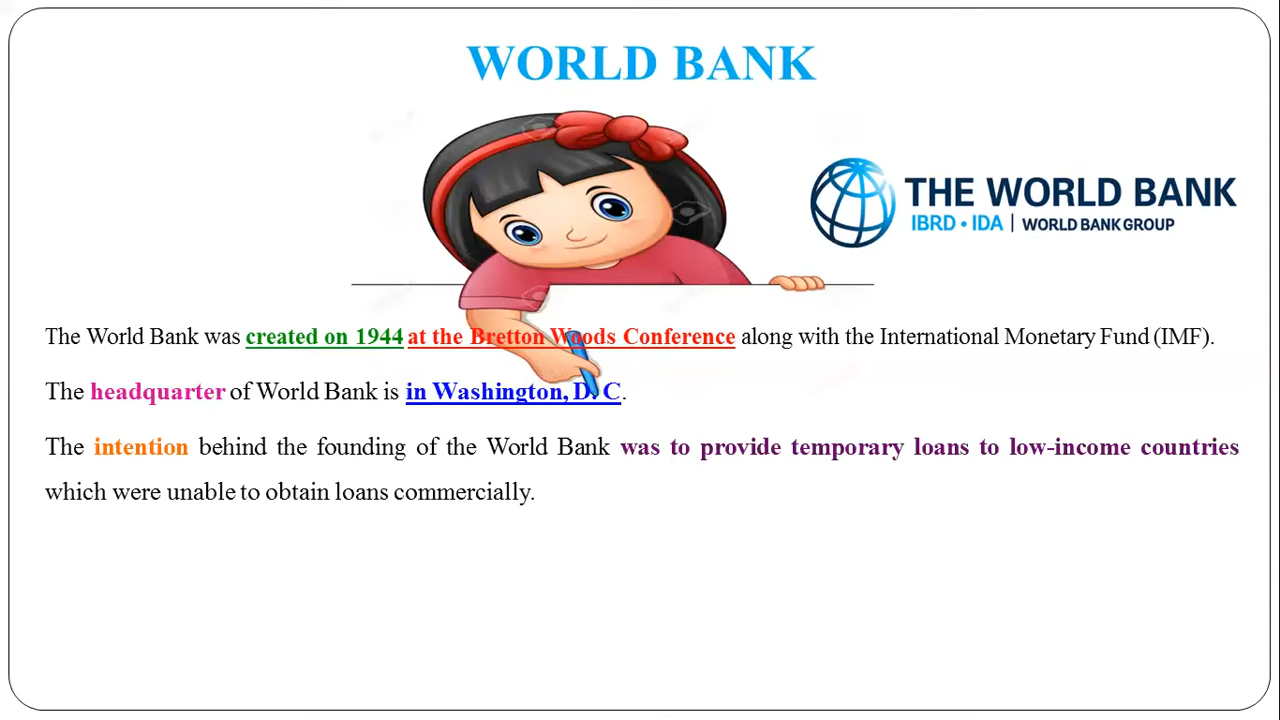 WORLD BANK
THE WORLD BANK
IBRD • IDA | WORLD BANK GROUP
The World Bank was created on 1944 at the Bretton Woods Conference along with the International Monetary Fund (IMF).
The headquarter of World Bank is in Washington, D. C.
The intention behind the founding of the World Bank was to provide temporary loans to low-income countries
which were unable to obtain loans commercially.